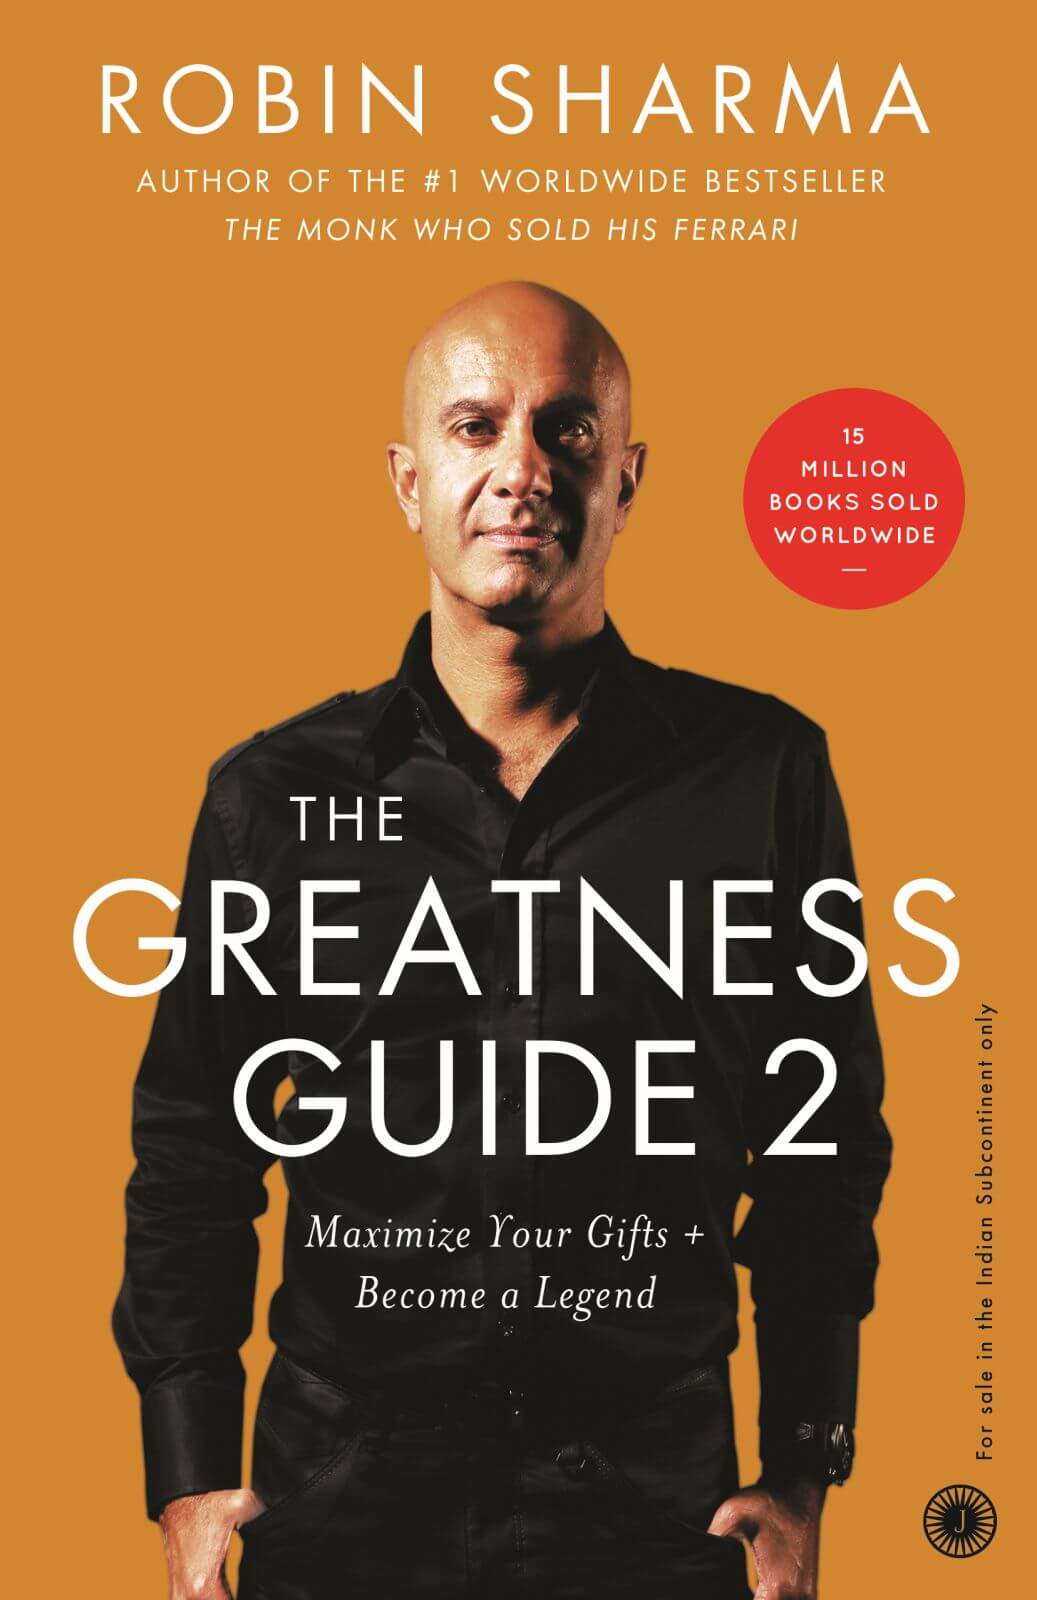 ROBIN SHARMA
AUTHOR OF THE #1 WORLDWIDE BESTSELLER
THE MONK WHO SOLD HIS FERRARI
15
MILLION
BOOKS SOLD
WORLDWIDE
THE
GREATNESS
GUIDE 2
Maximize Your Gifts +
Become a Legend
For sale in the Indian Subcontinent only
J